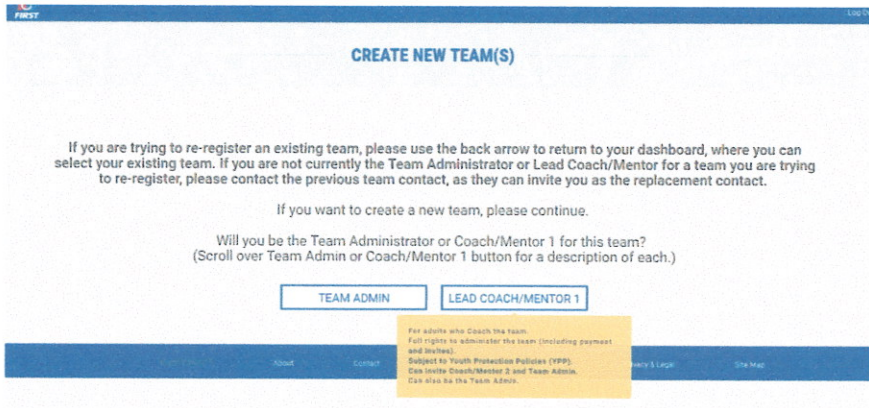 FIRST
Log
CREATE NEW TEAM(S)
If you are trying to re-register an existing team, please use the back arrow to return to your dashboard, where you can
select your existing team. If you are not currently the Team Administrator or Lead Coach/Mentor for a team you are trying
to re-register, please contact the previous team contact, as they can invite you as the replacement contact.
If you want to create a new team, please continue.
Will you be the Team Administrator or Coach/Mentor 1 for this team?
(Scroll over Team Admin or Coach/Mentor 1 button for a description of each.)
TEAM ADMIN LEAD COACH/MENTOR 1
For adults who Coach the team.
Full rights to administer the team (including payment
and invites).
Subject to Youth Protection Policies (YPP).
Can invite Coach/Mentor 2 and Team Admin.
Can also be the Team Admin.
About Contact & Legal Site Map